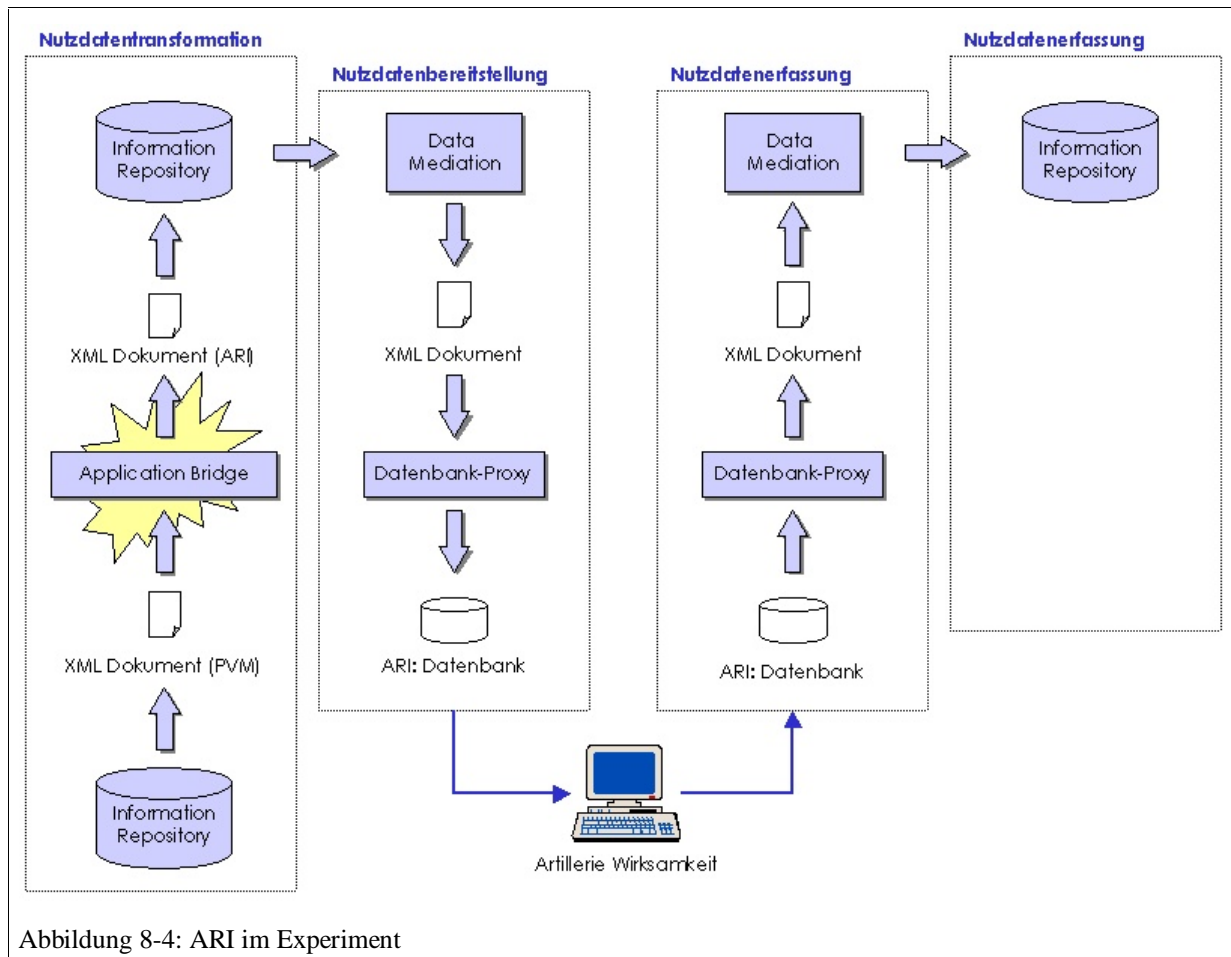 Nutzdatentransformation
Information
Repository
XML Dokument (ARI)
Application Bridge
XML Dokument (PVM)
Information
Repository
Nutzdatenbereitstellung
Data
Mediation
XML Dokument
Datenbank-Proxy
ARI: Datenbank
Artillerie Wirksamkeit
Nutzdatenerfassung
Data
Mediation
XML Dokument
Datenbank-Proxy
ARI: Datenbank
Nutzdatenerfassung
Information
Repository
Abbildung 8-4: ARI im Experiment